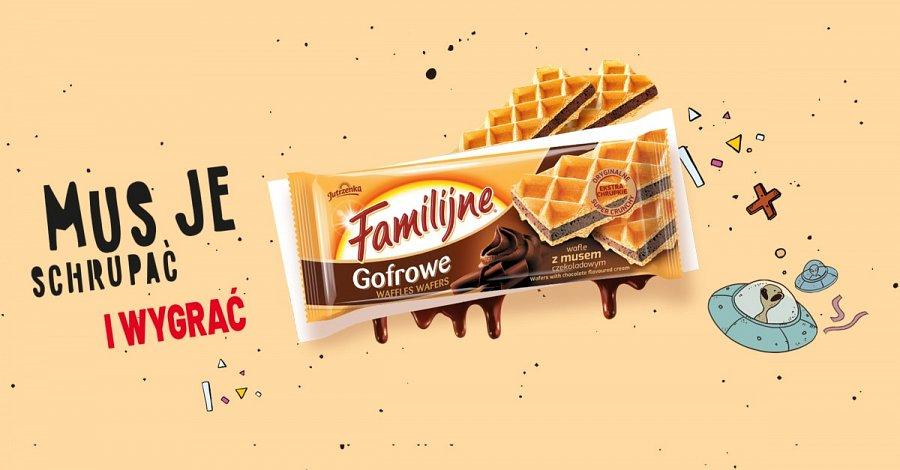 MUS JE
SCHRUPAĆ
I WYGRAĆ
Jutrzenka
Familijne
Gofrowe
WAFFLES WAFERS
ORYGINALNE
EKSTRA
CHRUPKIE
SUPER CRUNCHY
wafle
z musem
czekoladowym
Wafers with chocolate flavoured cream